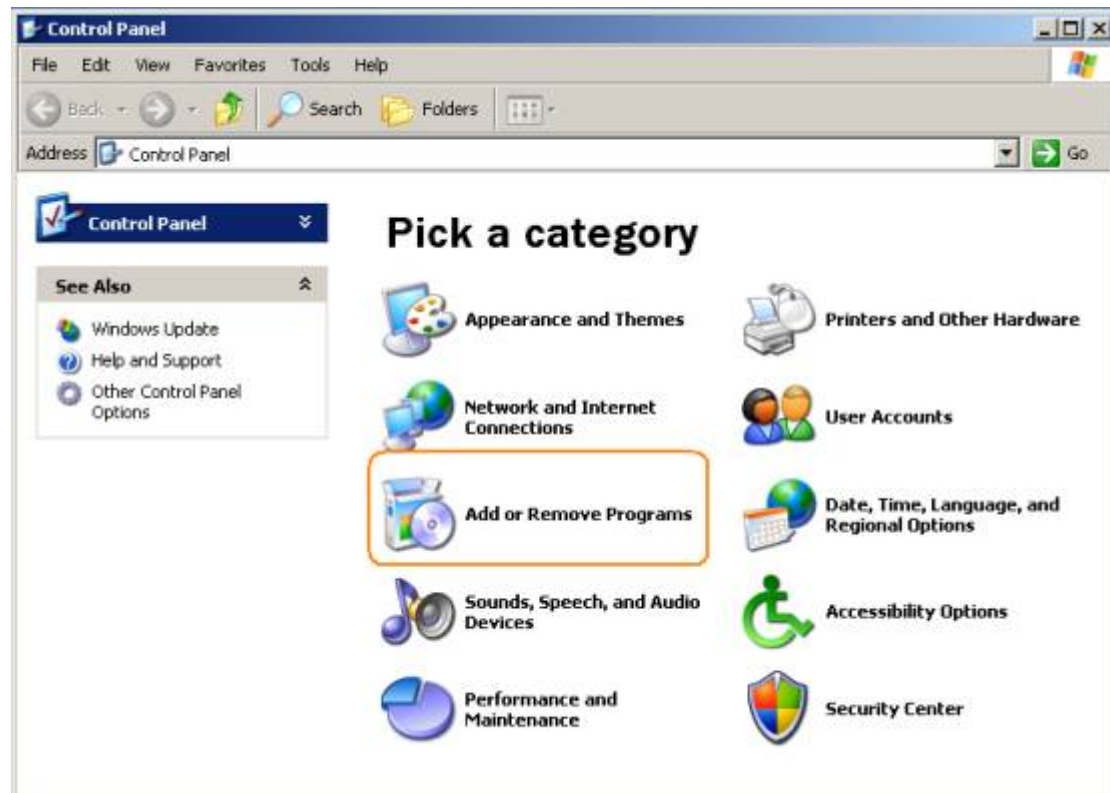 Control Panel
File Edit View Favorites Tools Help
Back Search Folders
Address Control Panel Go
Control Panel
See Also
Windows Update
Help and Support
Other Control Panel
Options
Pick a category
Appearance and Themes
Printers and Other Hardware
Network and Internet
Connections
User Accounts
Add or Remove Programs
Date, Time, Language, and
Regional Options
Sounds, Speech, and Audio
Devices
Accessibility Options
Performance and
Maintenance
Security Center